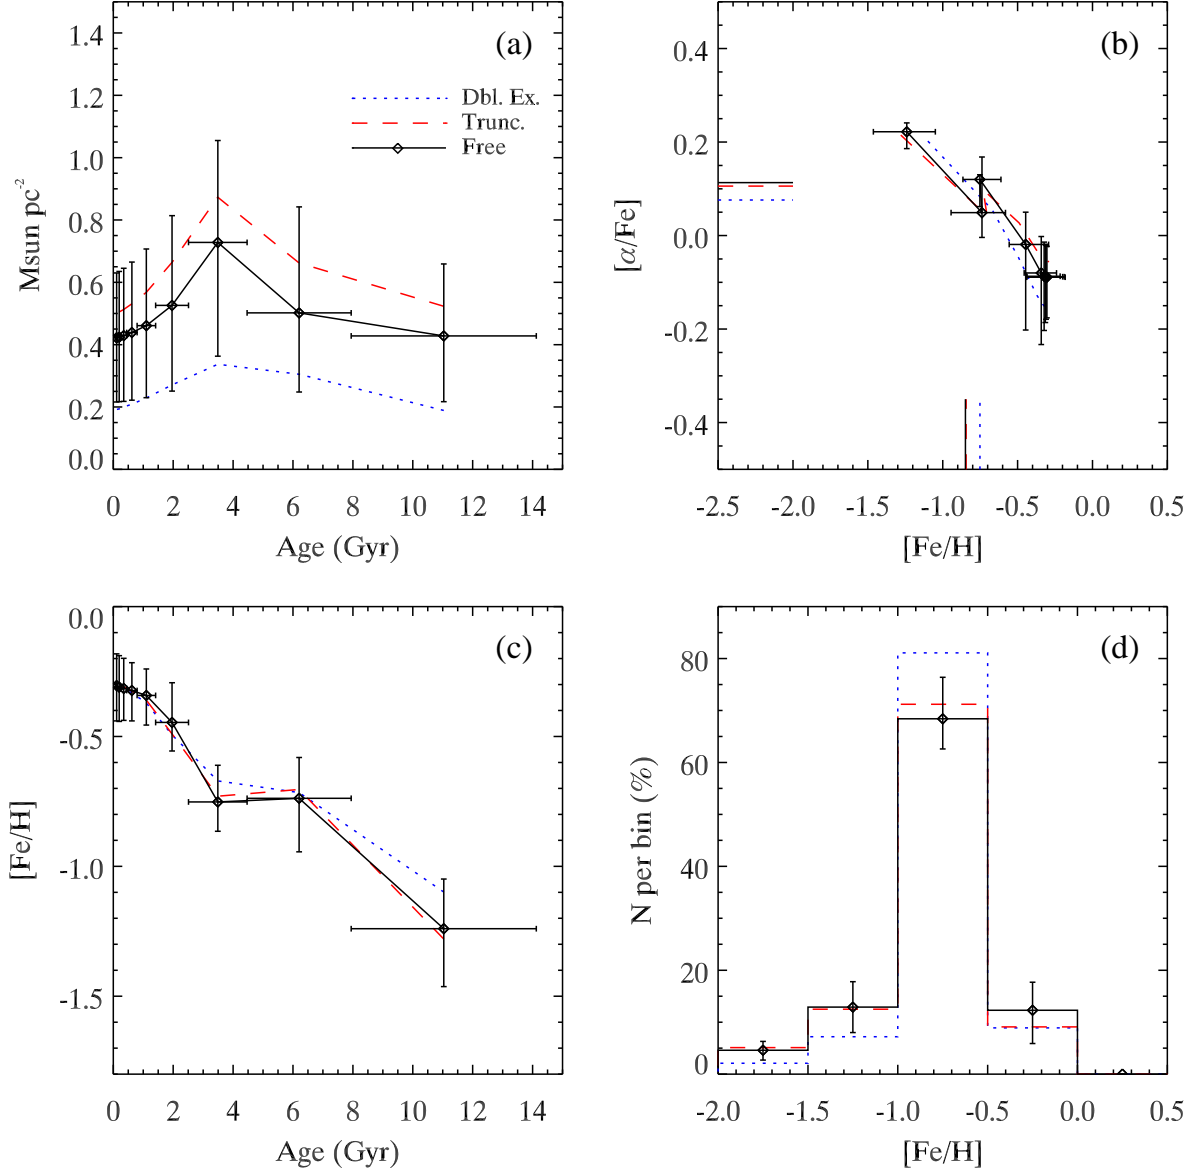 (a)
1.4
1.2
1.0
0.8
0.6
0.4
0.2
0.0
Msun pc-2
Dbl. Ex.
Trunc.
Free
0 2 4 6 8 10 12 14
Age (Gyr)
(b)
0.4
0.2
0.0
-0.2
-0.4
[α/Fe]
-2.5 -2.0 -1.5 -1.0 -0.5 0.0 0.5
[Fe/H]
(c)
0.0
-0.5
-1.0
-1.5
[Fe/H]
0 2 4 6 8 10 12 14
Age (Gyr)
(d)
80
60
40
20
0
N per bin (%)
-2.0 -1.5 -1.0 -0.5 0.0 0.5
[Fe/H]